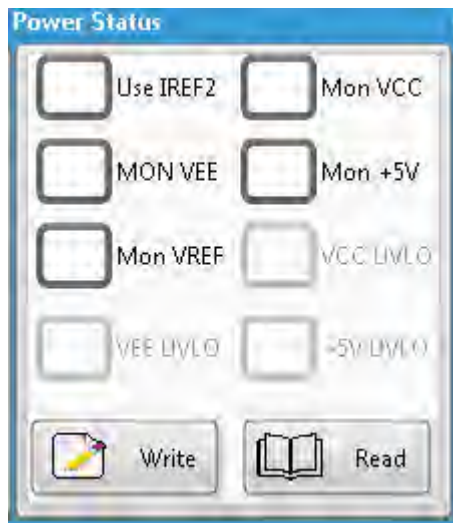 Power Status
Use IREF2 Mon VCC
MON VEE Mon +5V
Mon VREF VCC UVLO
VEE UVLO +5V UVLO
Write Read